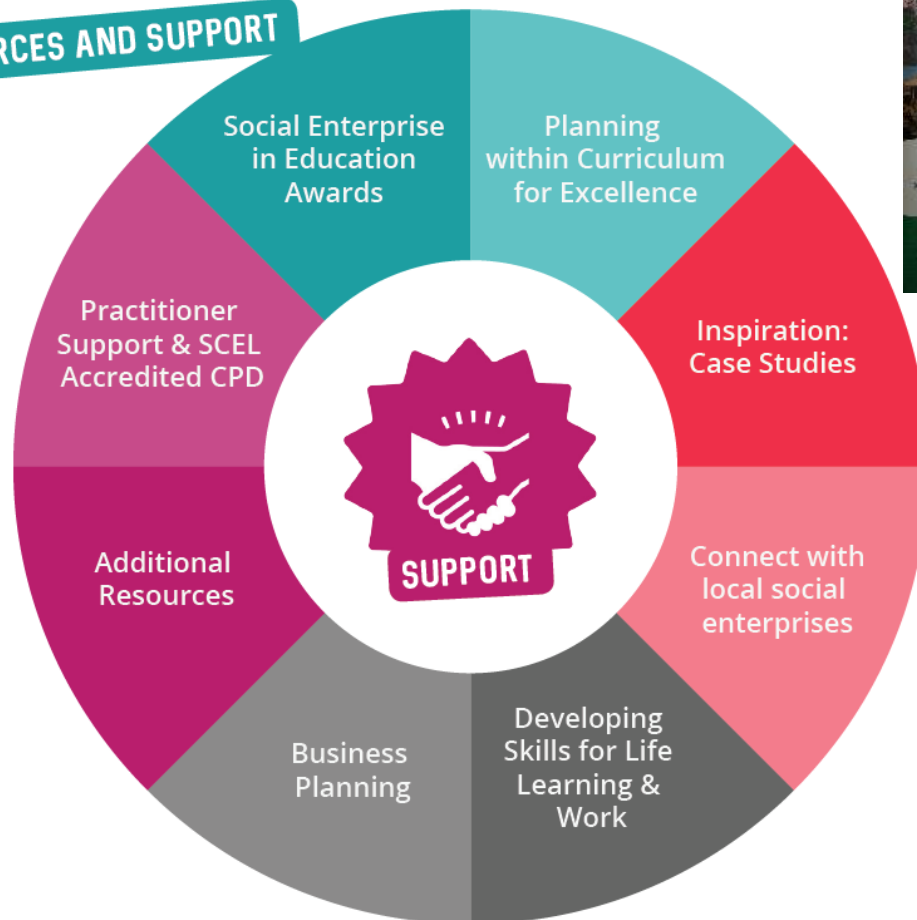 RCES AND SUPPORT
Social Enterprise
in Education
Awards
Planning
within Curriculum
for Excellence
Inspiration:
Case Studies
Connect with
local social
enterprises
Developing
Skills for Life
Learning &
Work
Business
Planning
Additional
Resources
Practitioner
Support & SCEL
Accredited CPD
SUPPORT